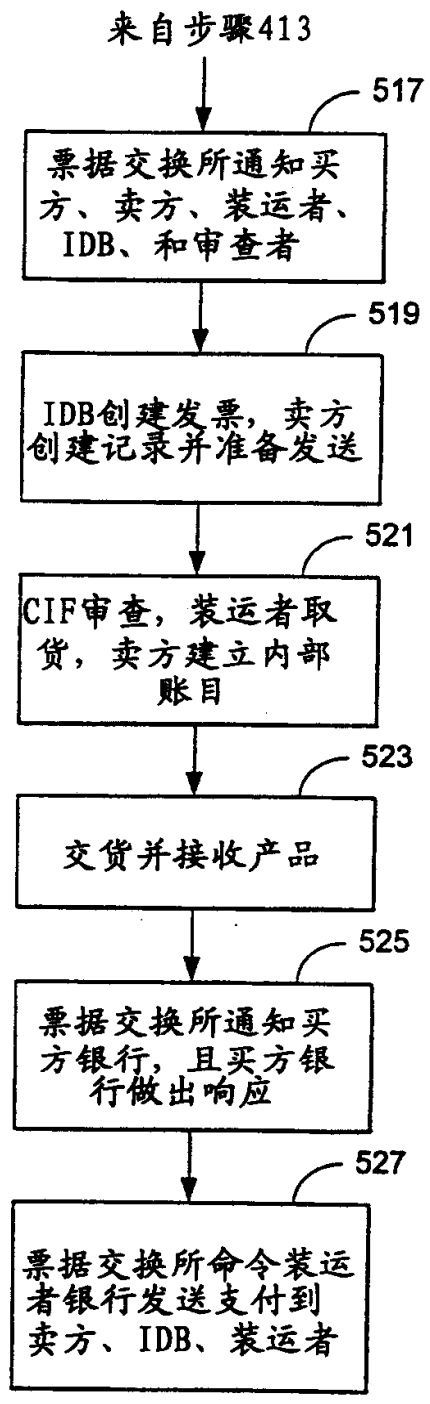 来自步骤413
517
票据交换所通知买
方、卖方、装运者、
IDB、和审查者
519
IDB创建发票，卖方
创建记录并准备发送
521
CIF审查，装运者取
货，卖方建立内部
账目
523
交货并接收产品
525
票据交换所通知买
方银行，且买方银
行做出响应
527
票据交换所命令装运
者银行发送支付到
卖方、IDB、装运者